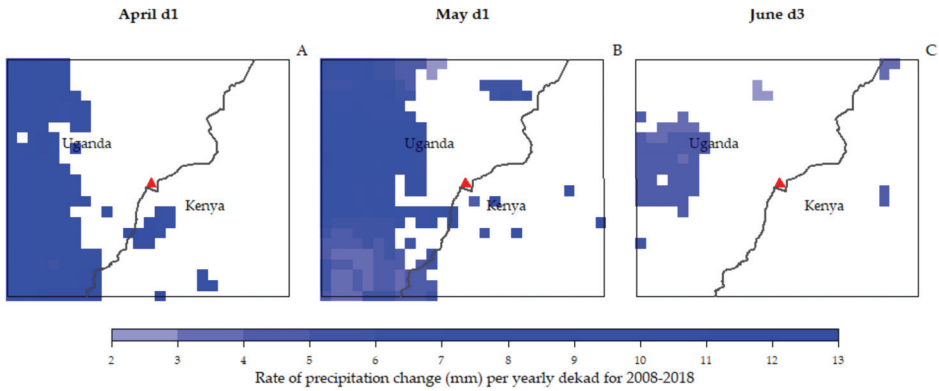 April d1
May d1
June d3
A
B
C
Uganda
Kenya
Uganda
Kenya
Uganda
Kenya
2 3 4 5 6 7 8 9 10 11 12 13
Rate of precipitation change (mm) per yearly dekad for 2008-2018